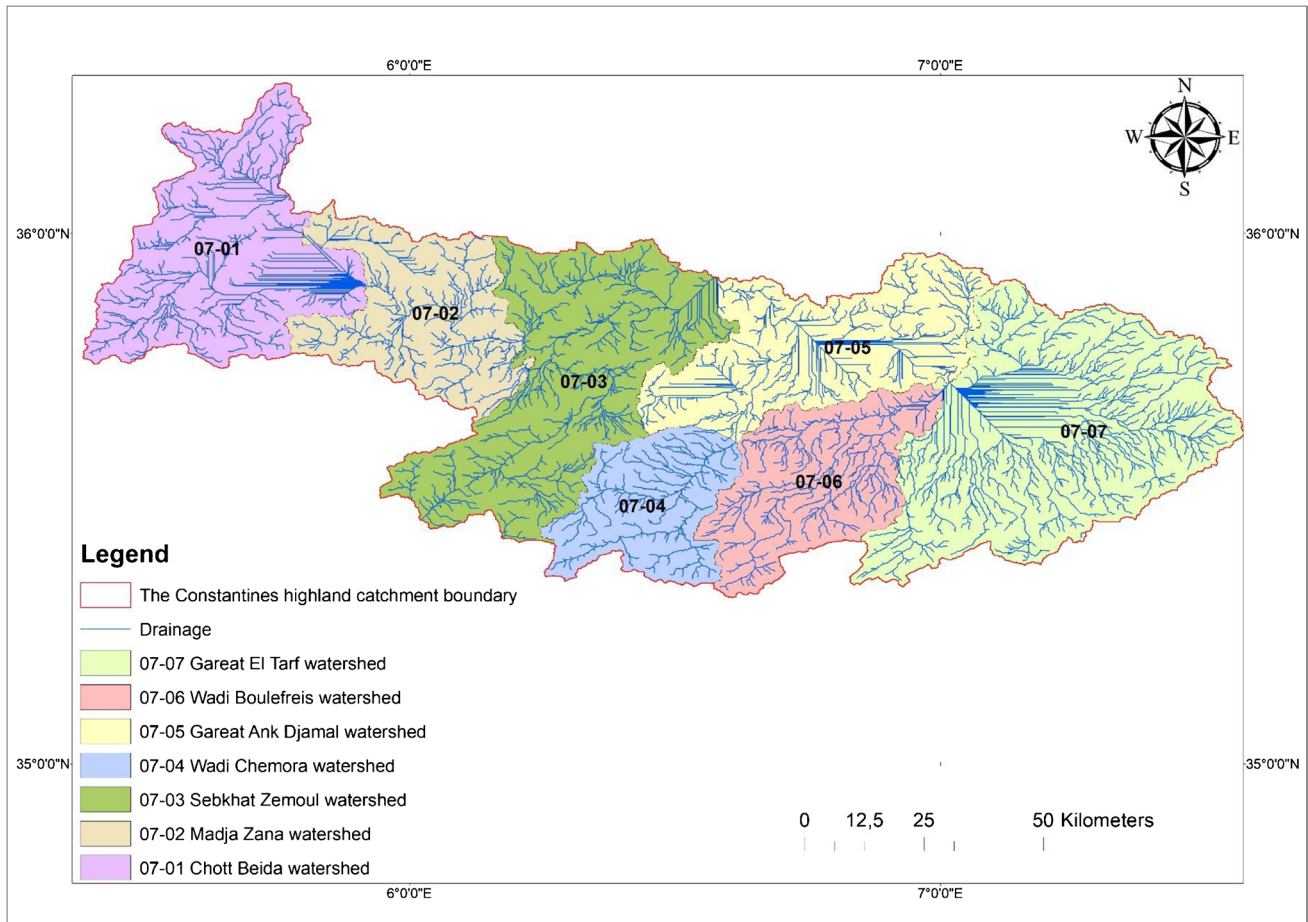 6°0'0"E 7°0'0"E
N
W E
S
36°0'0"N 36°0'0"N
07-01
07-02
07-05
07-03
07-07
07-06
07-04
Legend
The Constantines highland catchment boundary
Drainage
07-07 Gareat El Tarf watershed
07-06 Wadi Boulefreis watershed
07-05 Gareat Ank Djamal watershed
35°0'0"N 35°0'0"N
07-04 Wadi Chemora watershed
07-03 Sebkhat Zemoul watershed
0 12,5 25 50 Kilometers
07-02 Madja Zana watershed
07-01 Chott Beida watershed
6°0'0"E 7°0'0"E